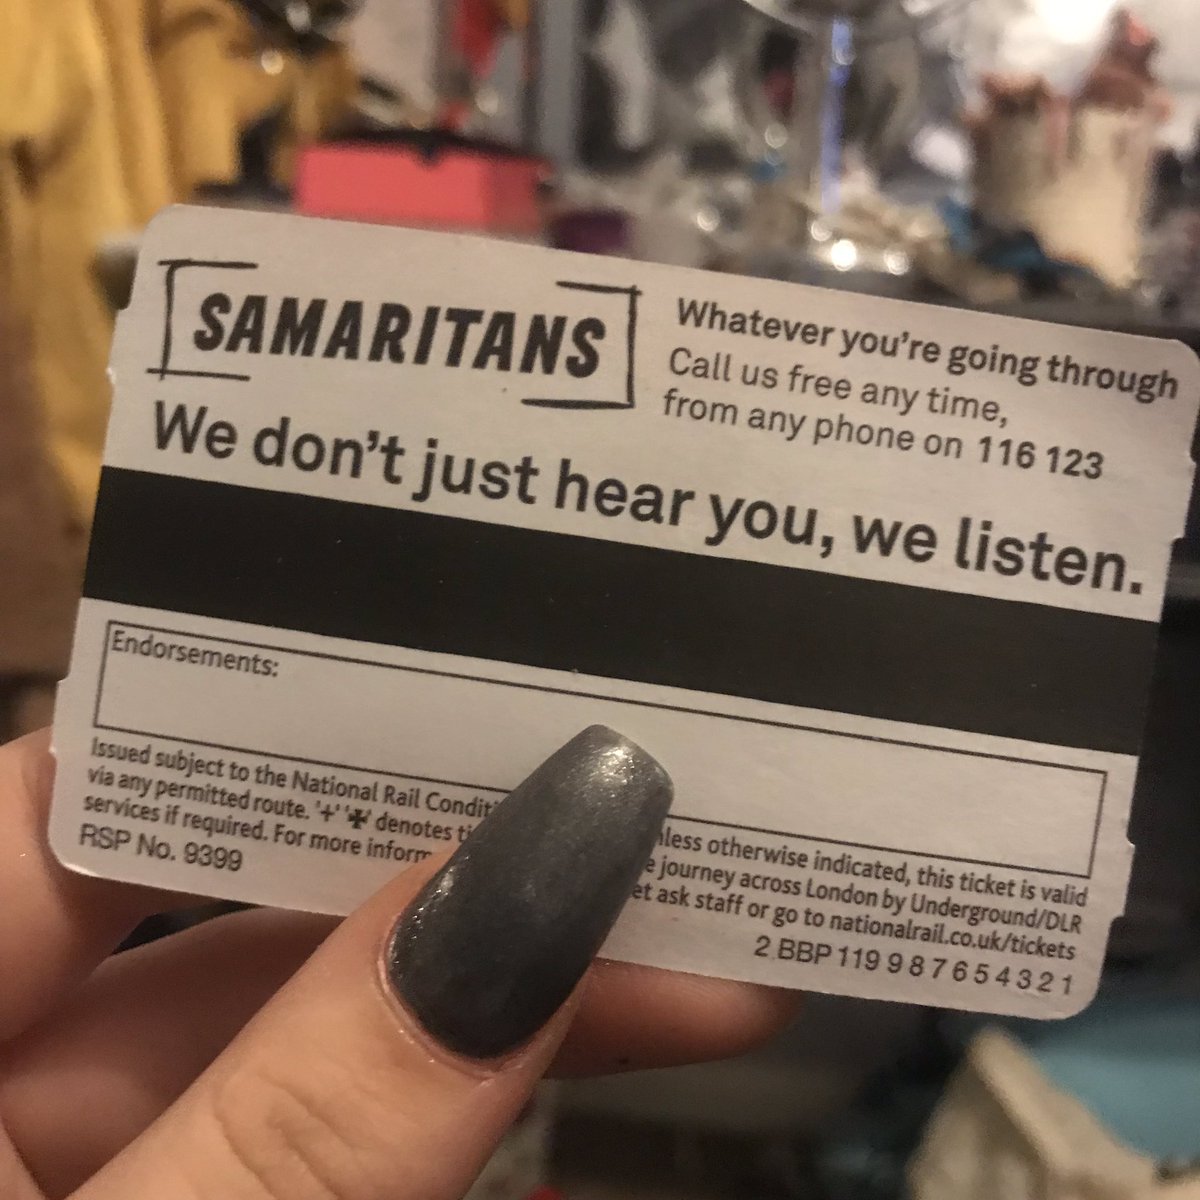 SAMARITANS
Whatever you're going through
Call us free any time,
from any phone on 116 123
We don't just hear you, we listen.
Endorsements:
Issued subject to the National Rail otherwise indicated, this ticket is valid
via any permitted route. '+' '✠' denotes journey across London by Underground/DLR
services if required. For more ask staff or go to nationalrail.co.uk/tickets
RSP No. 9399
2 BBP 119 9 8 7 6 5 4 3 2 1